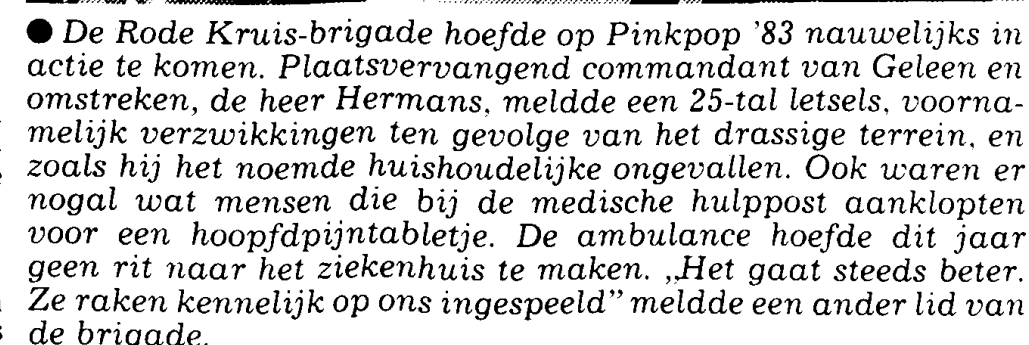 ● De Rode Kruis-brigade hoefde op Pinkpop '83 nauwelijks in
actie te komen. Plaatsvervangend commandant van Geleen en
omstreken, de heer Hermans, meldde een 25-tal letsels, voorna-
melijk verzwikkingen ten gevolge van het drassige terrein, en
zoals hij het noemde huishoudelijke ongevallen. Ook waren er
nogal wat mensen die bij de medische hulppost aanklopten
voor een hoopfdpijntabletje. De ambulance hoefde dit jaar
geen rit naar het ziekenhuis te maken. „Het gaat steeds beter.
Ze raken kennelijk op ons ingespeeld” meldde een ander lid van
de brigade.